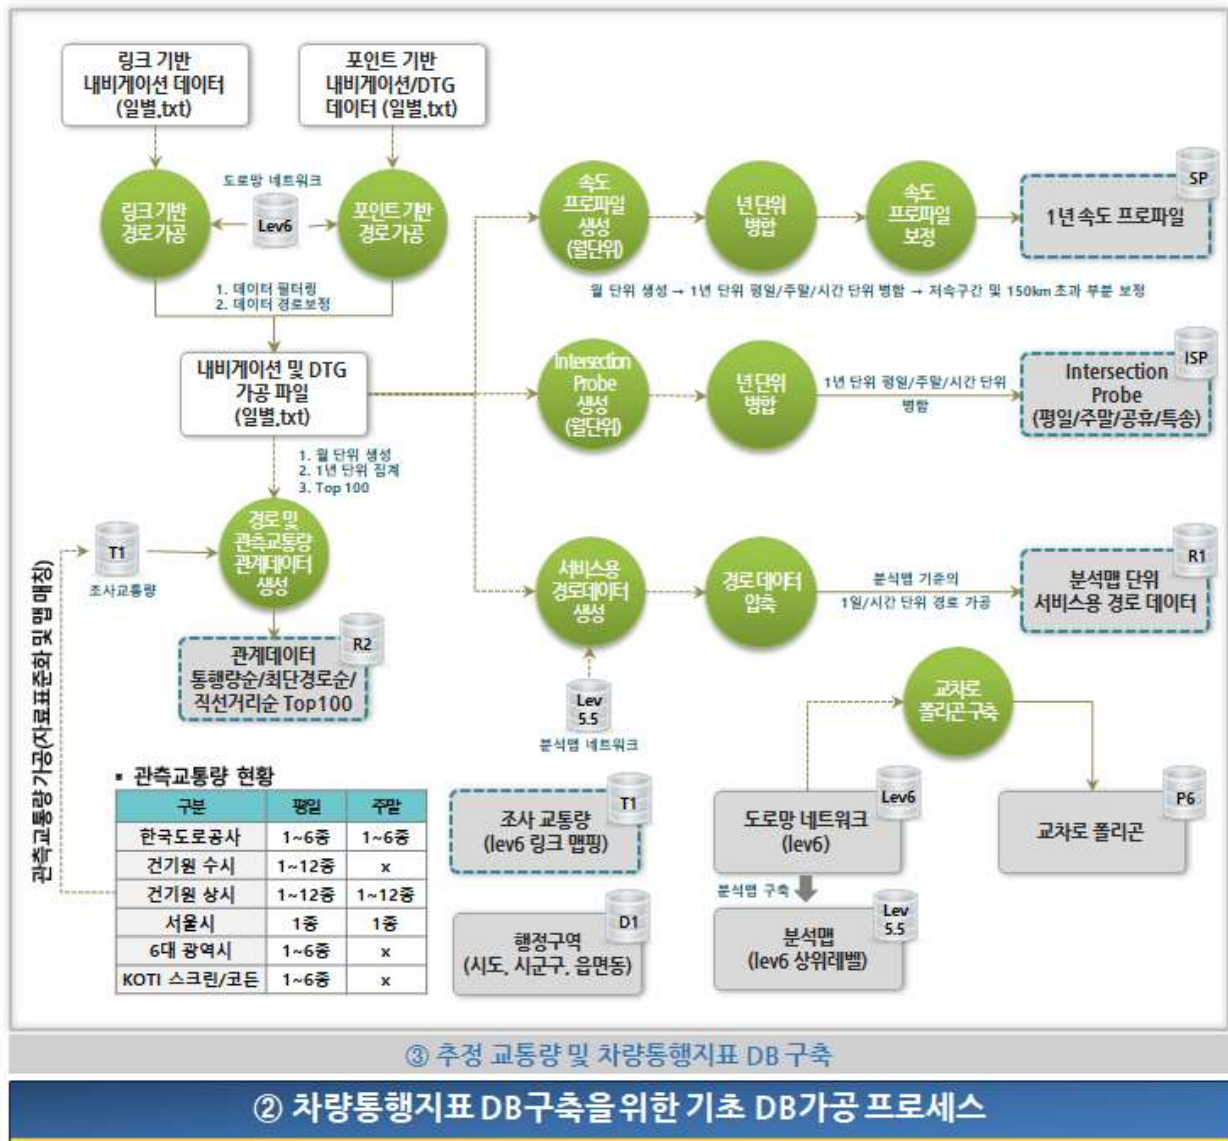 링크 기반
내비게이션 데이터
(일별.txt)
포인트 기반
내비게이션/DTG
데이터 (일별.txt)
링크 기반
경로 가공
도로망 네트워크
Lev6
포인트 기반
경로 가공
1. 데이터 필터링
2. 데이터 경로보정
내비게이션 및 DTG
가공 파일
(일별.txt)
속도
프로파일
생성
(월단위)
년 단위
병합
속도
프로파일
보정
SP
1년 속도 프로파일
월 단위 생성 → 1년 단위 평일/주말/시간 단위 병합 → 저속구간 및 150km 초과 부분 보정
Intersection
Probe
생성
(월단위)
년 단위
병합
1년 단위 평일/주말/시간 단위
병합
ISP
Intersection
Probe
(평일/주말/공휴/특송)
1. 월 단위 생성
2. 1년 단위 집계
3. Top 100
T1
조사교통량
경로 및
관측교통량
관계데이터
생성
R2
관계데이터
통행량순/최단경로순/
직선거리순 Top100
서비스용
경로데이터
생성
경로 데이터
압축
분석맵 기준의
1일/시간 단위 경로 가공
R1
분석맵 단위
서비스용 경로 데이터
Lev
5.5
분석맵 네트워크
교차로
폴리곤 구축
관측교통량 가공(자료표준화 및 맵 매칭)
▪ 관측교통량 현황
구분 평일 주말
한국도로공사 1~6종 1~6종
건기원 수시 1~12종 x
건기원 상시 1~12종 1~12종
서울시 1종 1종
6대 광역시 1~6종 x
KOTI 스크린/코든 1~6종 x
T1
조사 교통량
(lev6 링크 맵핑)
D1
행정구역
(시도, 시군구, 읍면동)
Lev6
도로망 네트워크
(lev6)
분석맵 구축
Lev
5.5
분석맵
(lev6 상위레벨)
P6
교차로 폴리곤
③ 추정 교통량 및 차량통행지표 DB 구축
② 차량통행지표 DB구축을 위한 기초 DB가공 프로세스